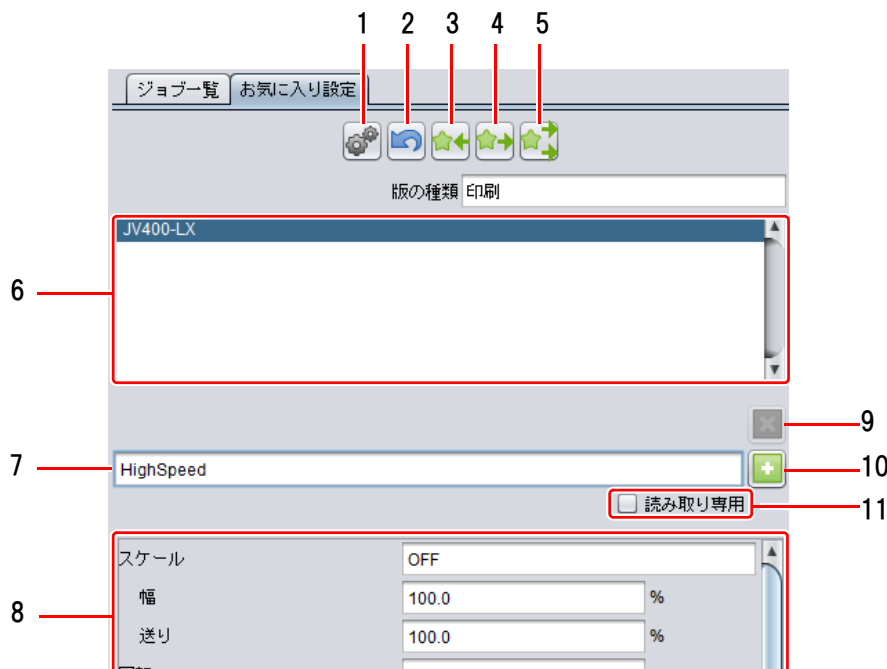 1 2 3 4 5
ジョブ一覧 お気に入り設定
版の種類 印刷
JV400-LX
6
9
7 HighSpeed 10
読み取り専用 11
スケール OFF
8 幅 100.0 %
送り 100.0 %